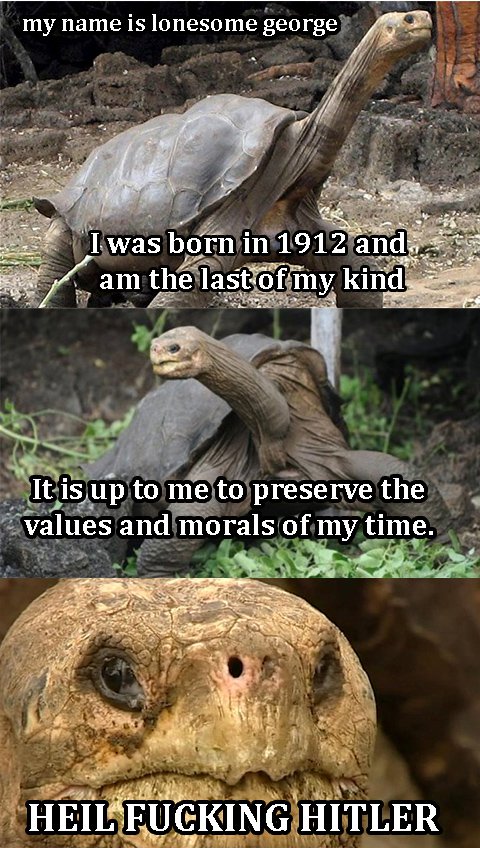 my name is lonesome george
I was born in 1912 and
am the last of my kind
It is up to me to preserve the
values and morals of my time.
HEIL FUCKING HITLER